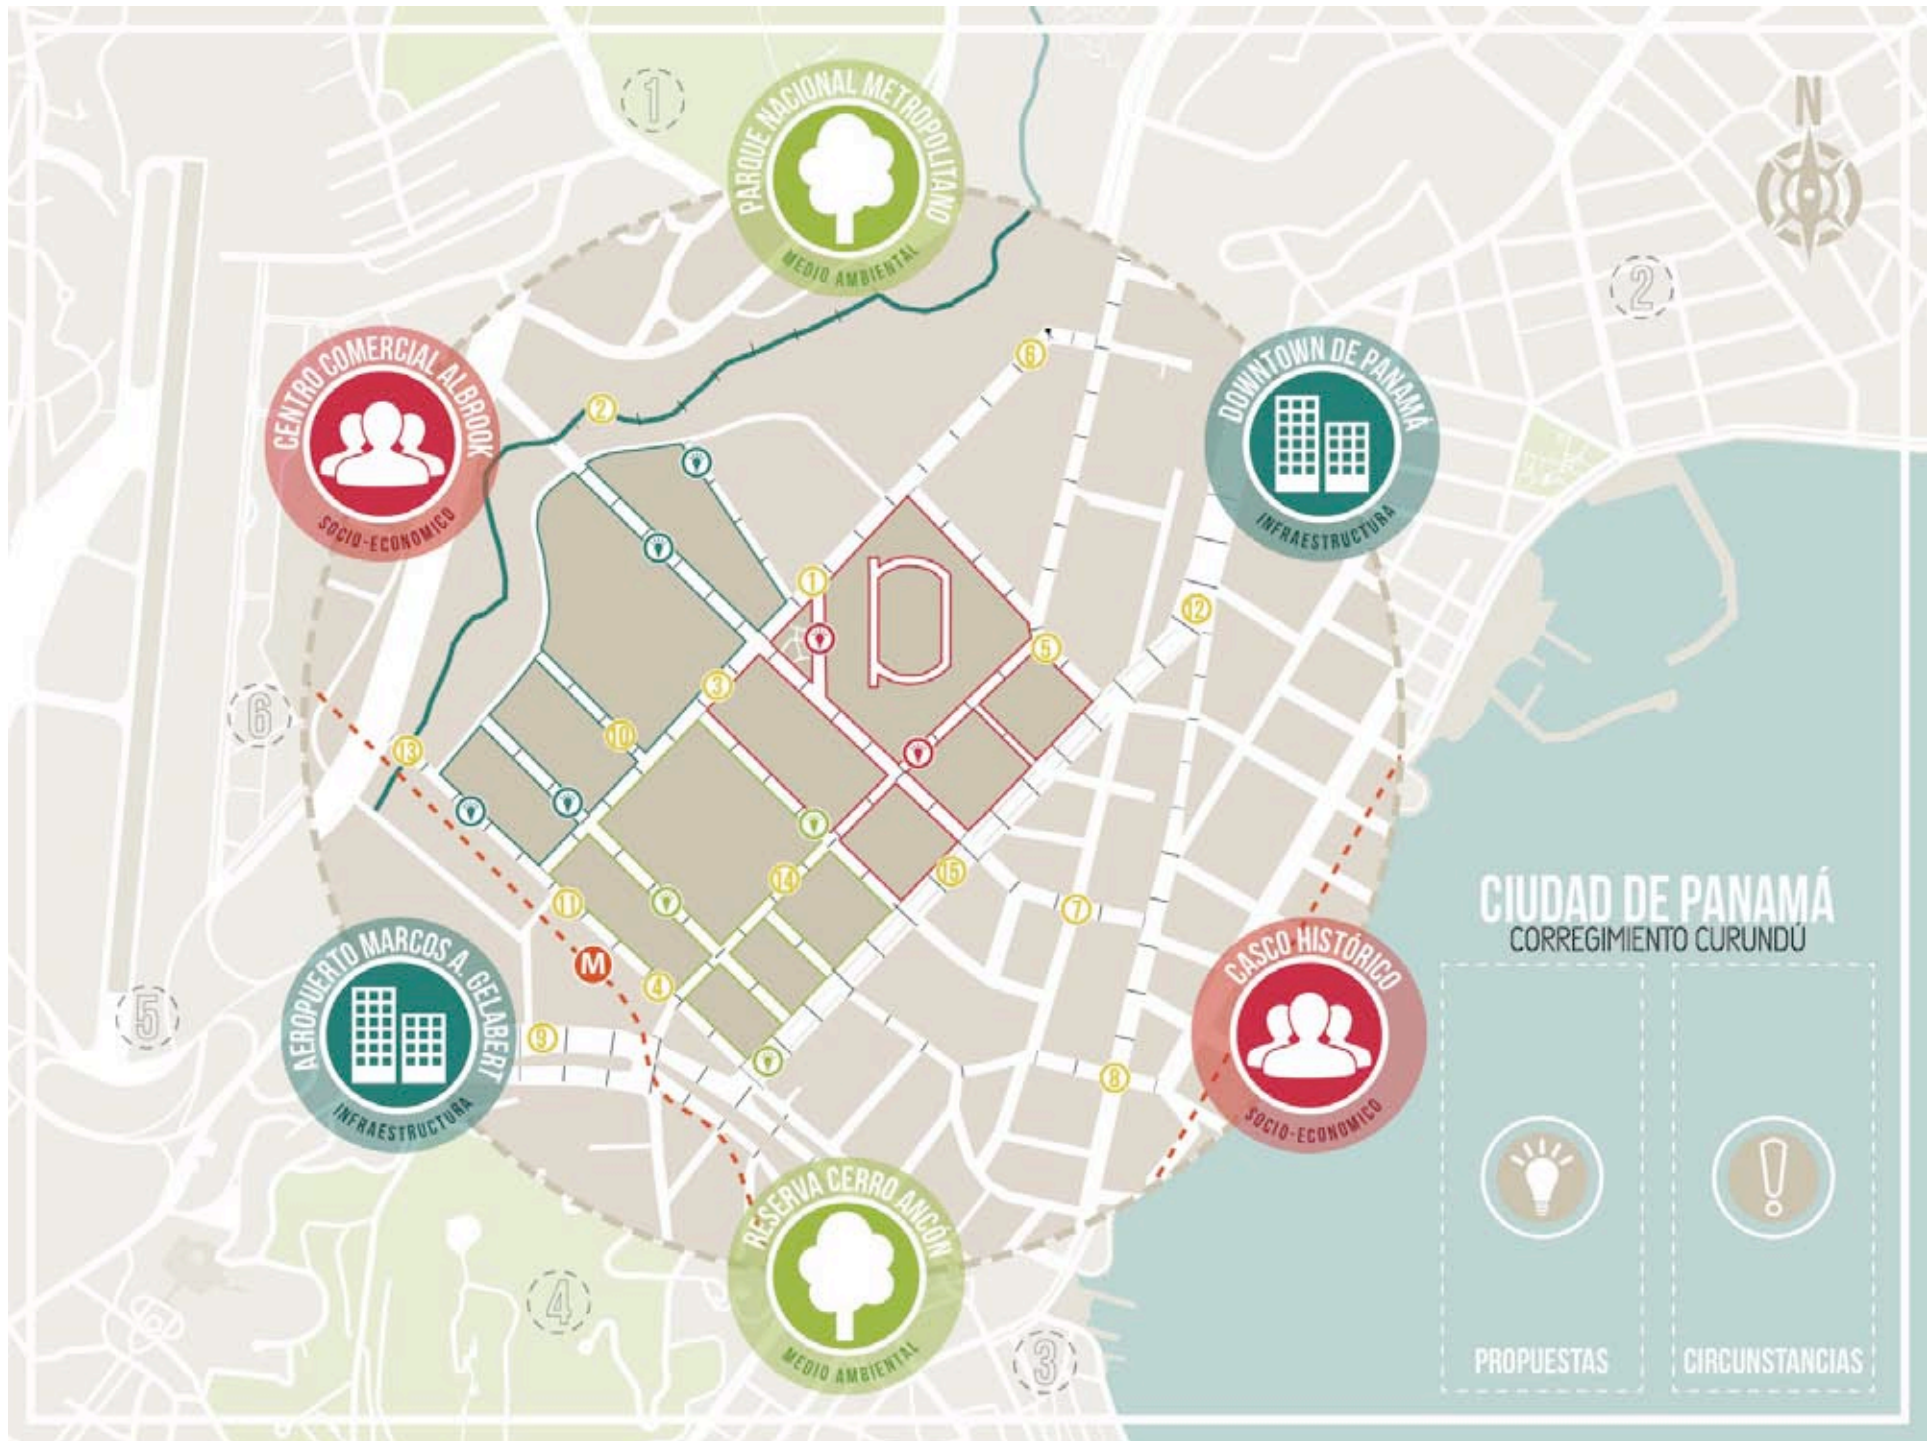 1
PARQUE NACIONAL METROPOLITANO
MEDIO AMBIENTAL
N
2
CENTRO COMERCIAL ALBROOK
SOCIO-ECONOMICO
DOWNTOWN DE PANAMÁ
INFRAESTRUCTURA
6
2
1
12
5
3
10
6
13
14
15
11
7
M
4
9
8
5
AEROPUERTO MARCOS A. GELABERT
INFRAESTRUCTURA
CASCO HISTÓRICO
SOCIO-ECONOMICO
CIUDAD DE PANAMÁ
CORREGIMIENTO CURUNDÚ
RESERVA CERRO ANCÓN
MEDIO AMBIENTAL
4
3
PROPUESTAS
CIRCUNSTANCIAS